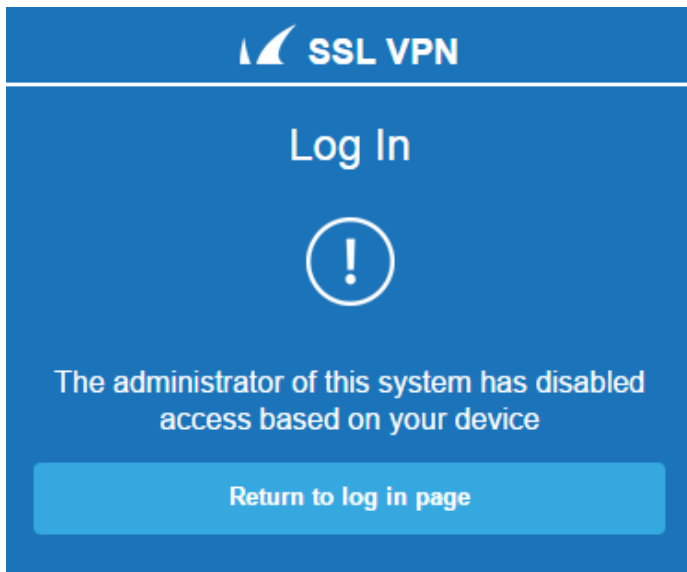 SSL VPN
Log In
!
The administrator of this system has disabled
access based on your device
Return to log in page